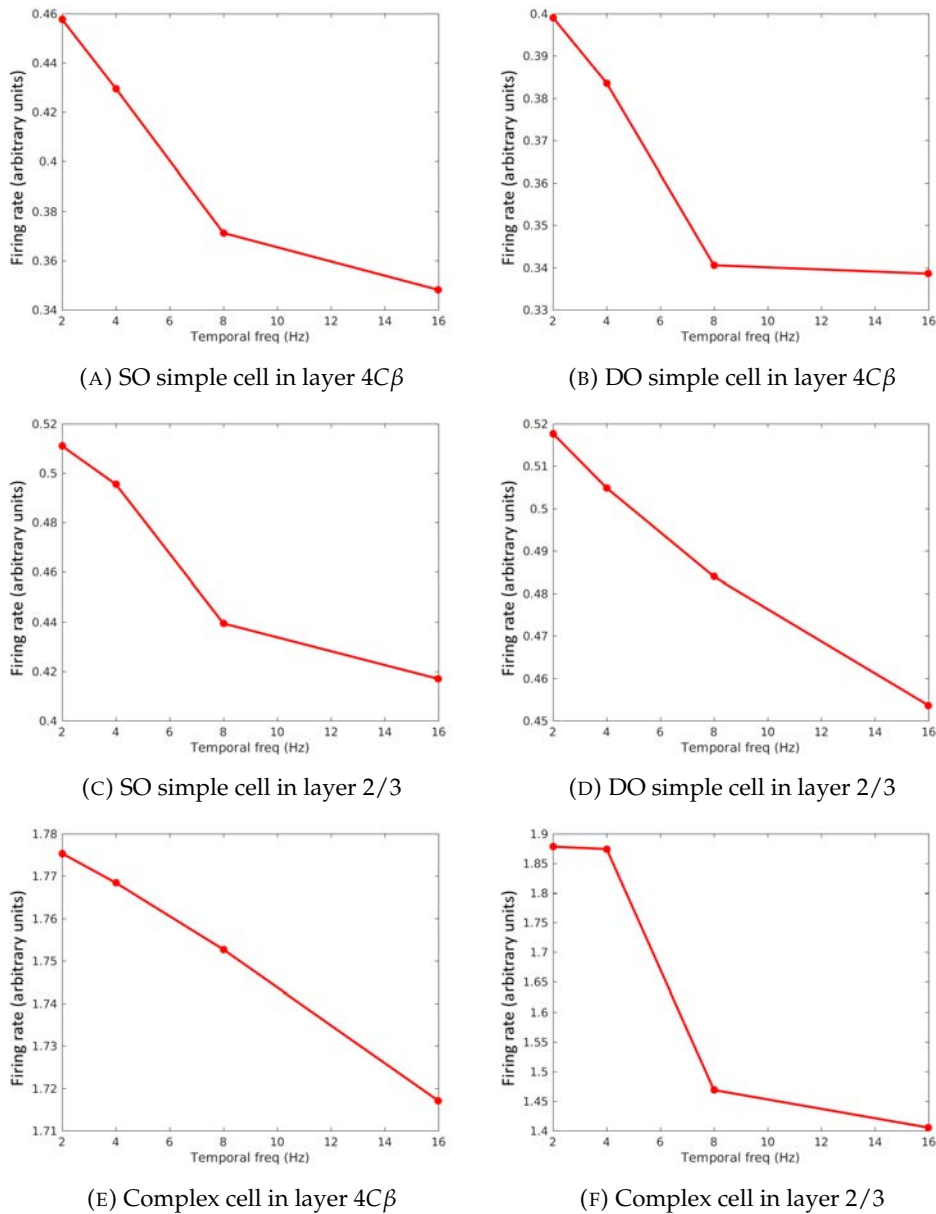 0.46
0.44
0.42
0.4
0.38
0.36
0.34
Firing rate (arbitrary units)
2 4 6 8 10 12 14 16
Temporal freq (Hz)
(A) SO simple cell in layer 4Cβ
0.4
0.39
0.38
0.37
0.36
0.35
0.34
0.33
Firing rate (arbitrary units)
2 4 6 8 10 12 14 16
Temporal freq (Hz)
(B) DO simple cell in layer 4Cβ
0.52
0.5
0.48
0.46
0.44
0.42
0.4
Firing rate (arbitrary units)
2 4 6 8 10 12 14 16
Temporal freq (Hz)
(C) SO simple cell in layer 2/3
0.52
0.51
0.5
0.49
0.48
0.47
0.46
0.45
Firing rate (arbitrary units)
2 4 6 8 10 12 14 16
Temporal freq (Hz)
(D) DO simple cell in layer 2/3
1.78
1.77
1.76
1.75
1.74
1.73
1.72
1.71
Firing rate (arbitrary units)
2 4 6 8 10 12 14 16
Temporal freq (Hz)
(E) Complex cell in layer 4Cβ
1.9
1.85
1.8
1.75
1.7
1.65
1.6
1.55
1.5
1.45
1.4
Firing rate (arbitrary units)
2 4 6 8 10 12 14 16
Temporal freq (Hz)
(F) Complex cell in layer 2/3